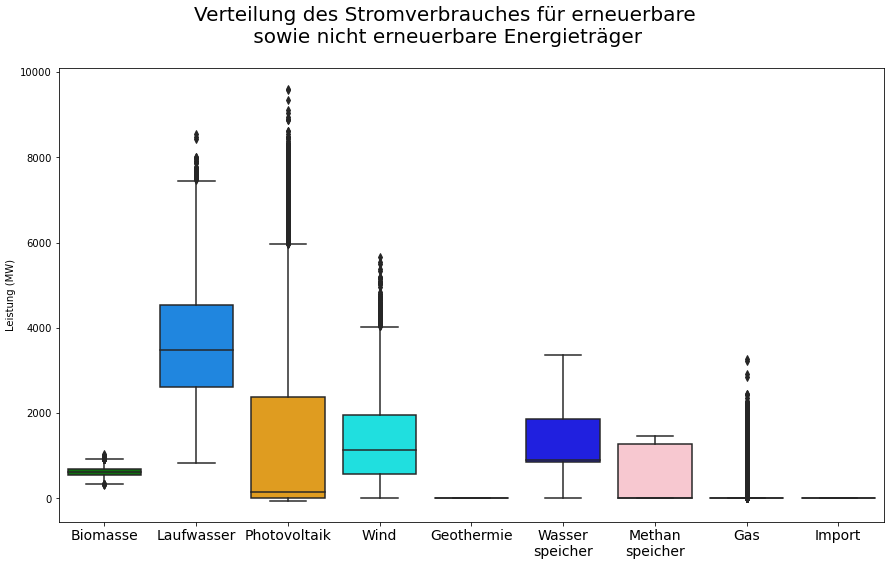 Verteilung des Stromverbrauches für erneuerbare
sowie nicht erneuerbare Energieträger
10000
8000
6000
4000
2000
0
Leistung (MW)
Biomasse
Laufwasser
Photovoltaik
Wind
Geothermie
Wasser
speicher
Methan
speicher
Gas
Import